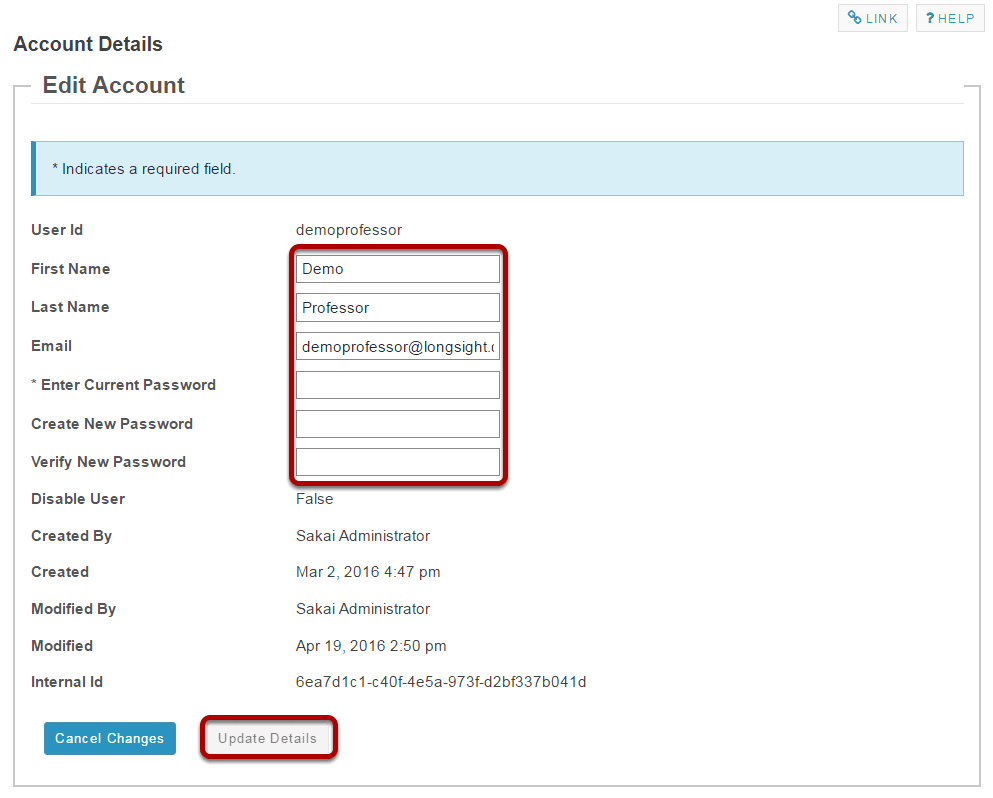 LINK
? HELP
Account Details
Edit Account
* Indicates a required field.
User Id demoprofessor
First Name Demo
Last Name Professor
Email demoprofessor@longsight.c
* Enter Current Password
Create New Password
Verify New Password
Disable User False
Created By Sakai Administrator
Created Mar 2, 2016 4:47 pm
Modified By Sakai Administrator
Modified Apr 19, 2016 2:50 pm
Internal Id 6ea7d1c1-c40f-4e5a-973f-d2bf337b041d
Cancel Changes Update Details